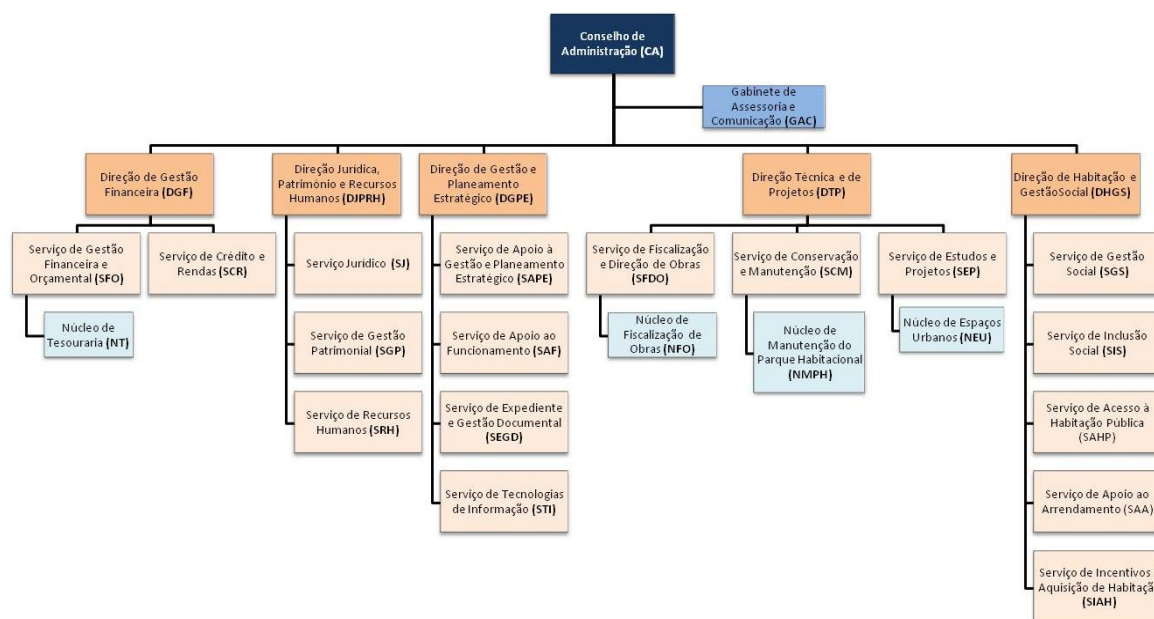 Conselho de
Administração (CA)
Gabinete de
Assessoria e
Comunicação (GAC)
Direção de Gestão
Financeira (DGF)
Direção Jurídica,
Património e Recursos
Humanos (DJPRH)
Direção de Gestão e
Planeamento
Estratégico (DGPE)
Direção Técnica e
de Projetos (DTP)
Direção de Habitação e
GestãoSocial (DHGS)
Serviço de Gestão
Financeira e
Orçamental (SFO)
Serviço de Crédito e
Rendas (SCR)
Núcleo de
Tesouraria (NT)
Serviço Jurídico (SJ)
Serviço de Gestão
Patrimonial (SGP)
Serviço de Recursos
Humanos (SRH)
Serviço de Apoio à
Gestão e Planeamento
Estratégico (SAPE)
Serviço de Apoio ao
Funcionamento (SAF)
Serviço de Expediente
e Gestão Documental
(SEGD)
Serviço de Tecnologias
de Informação (STI)
Serviço de Fiscalização
e Direção de Obras
(SFDO)
Núcleo de
Fiscalização de
Obras (NFO)
Serviço de Conservação
e Manutenção (SCM)
Núcleo de
Manutenção do
Parque Habitacional
(NMPH)
Serviço de Estudos e
Projetos (SEP)
Núcleo de Espaços
Urbanos (NEU)
Serviço de Gestão
Social (SGS)
Serviço de Inclusão
Social (SIS)
Serviço de Acesso à
Habitação Pública
(SAHP)
Serviço de Apoio ao
Arrendamento (SAA)
Serviço de Incentivos
Aquisição de Habitaçã
(SIAH)